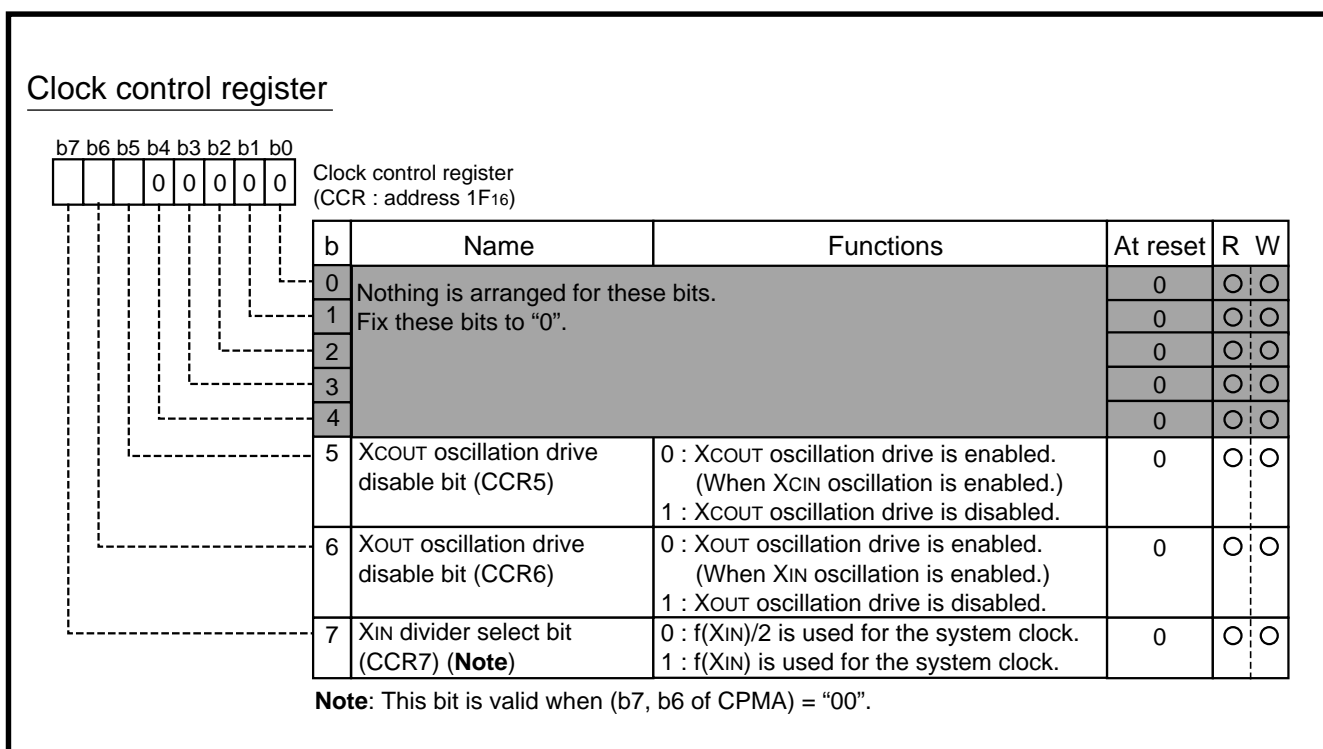 Clock control register
b7 b6 b5 b4 b3 b2 b1 b0
0 0 0 0 0
Clock control register
(CCR : address 1F16)
b Name Functions At reset R W
0 Nothing is arranged for these bits. 0 O O
1 Fix these bits to “0”. 0 O O
2 0 O O
3 0 O O
4 0 O O
5 XCOUT oscillation drive 0 : XCOUT oscillation drive is enabled. 0 O O
disable bit (CCR5) (When XCIN oscillation is enabled.)
1 : XCOUT oscillation drive is disabled.
6 XOUT oscillation drive 0 : XOUT oscillation drive is enabled. 0 O O
disable bit (CCR6) (When XIN oscillation is enabled.)
1 : XOUT oscillation drive is disabled.
7 XIN divider select bit 0 : f(XIN)/2 is used for the system clock. 0 O O
(CCR7) (Note) 1 : f(XIN) is used for the system clock.
Note: This bit is valid when (b7, b6 of CPMA) = “00”.